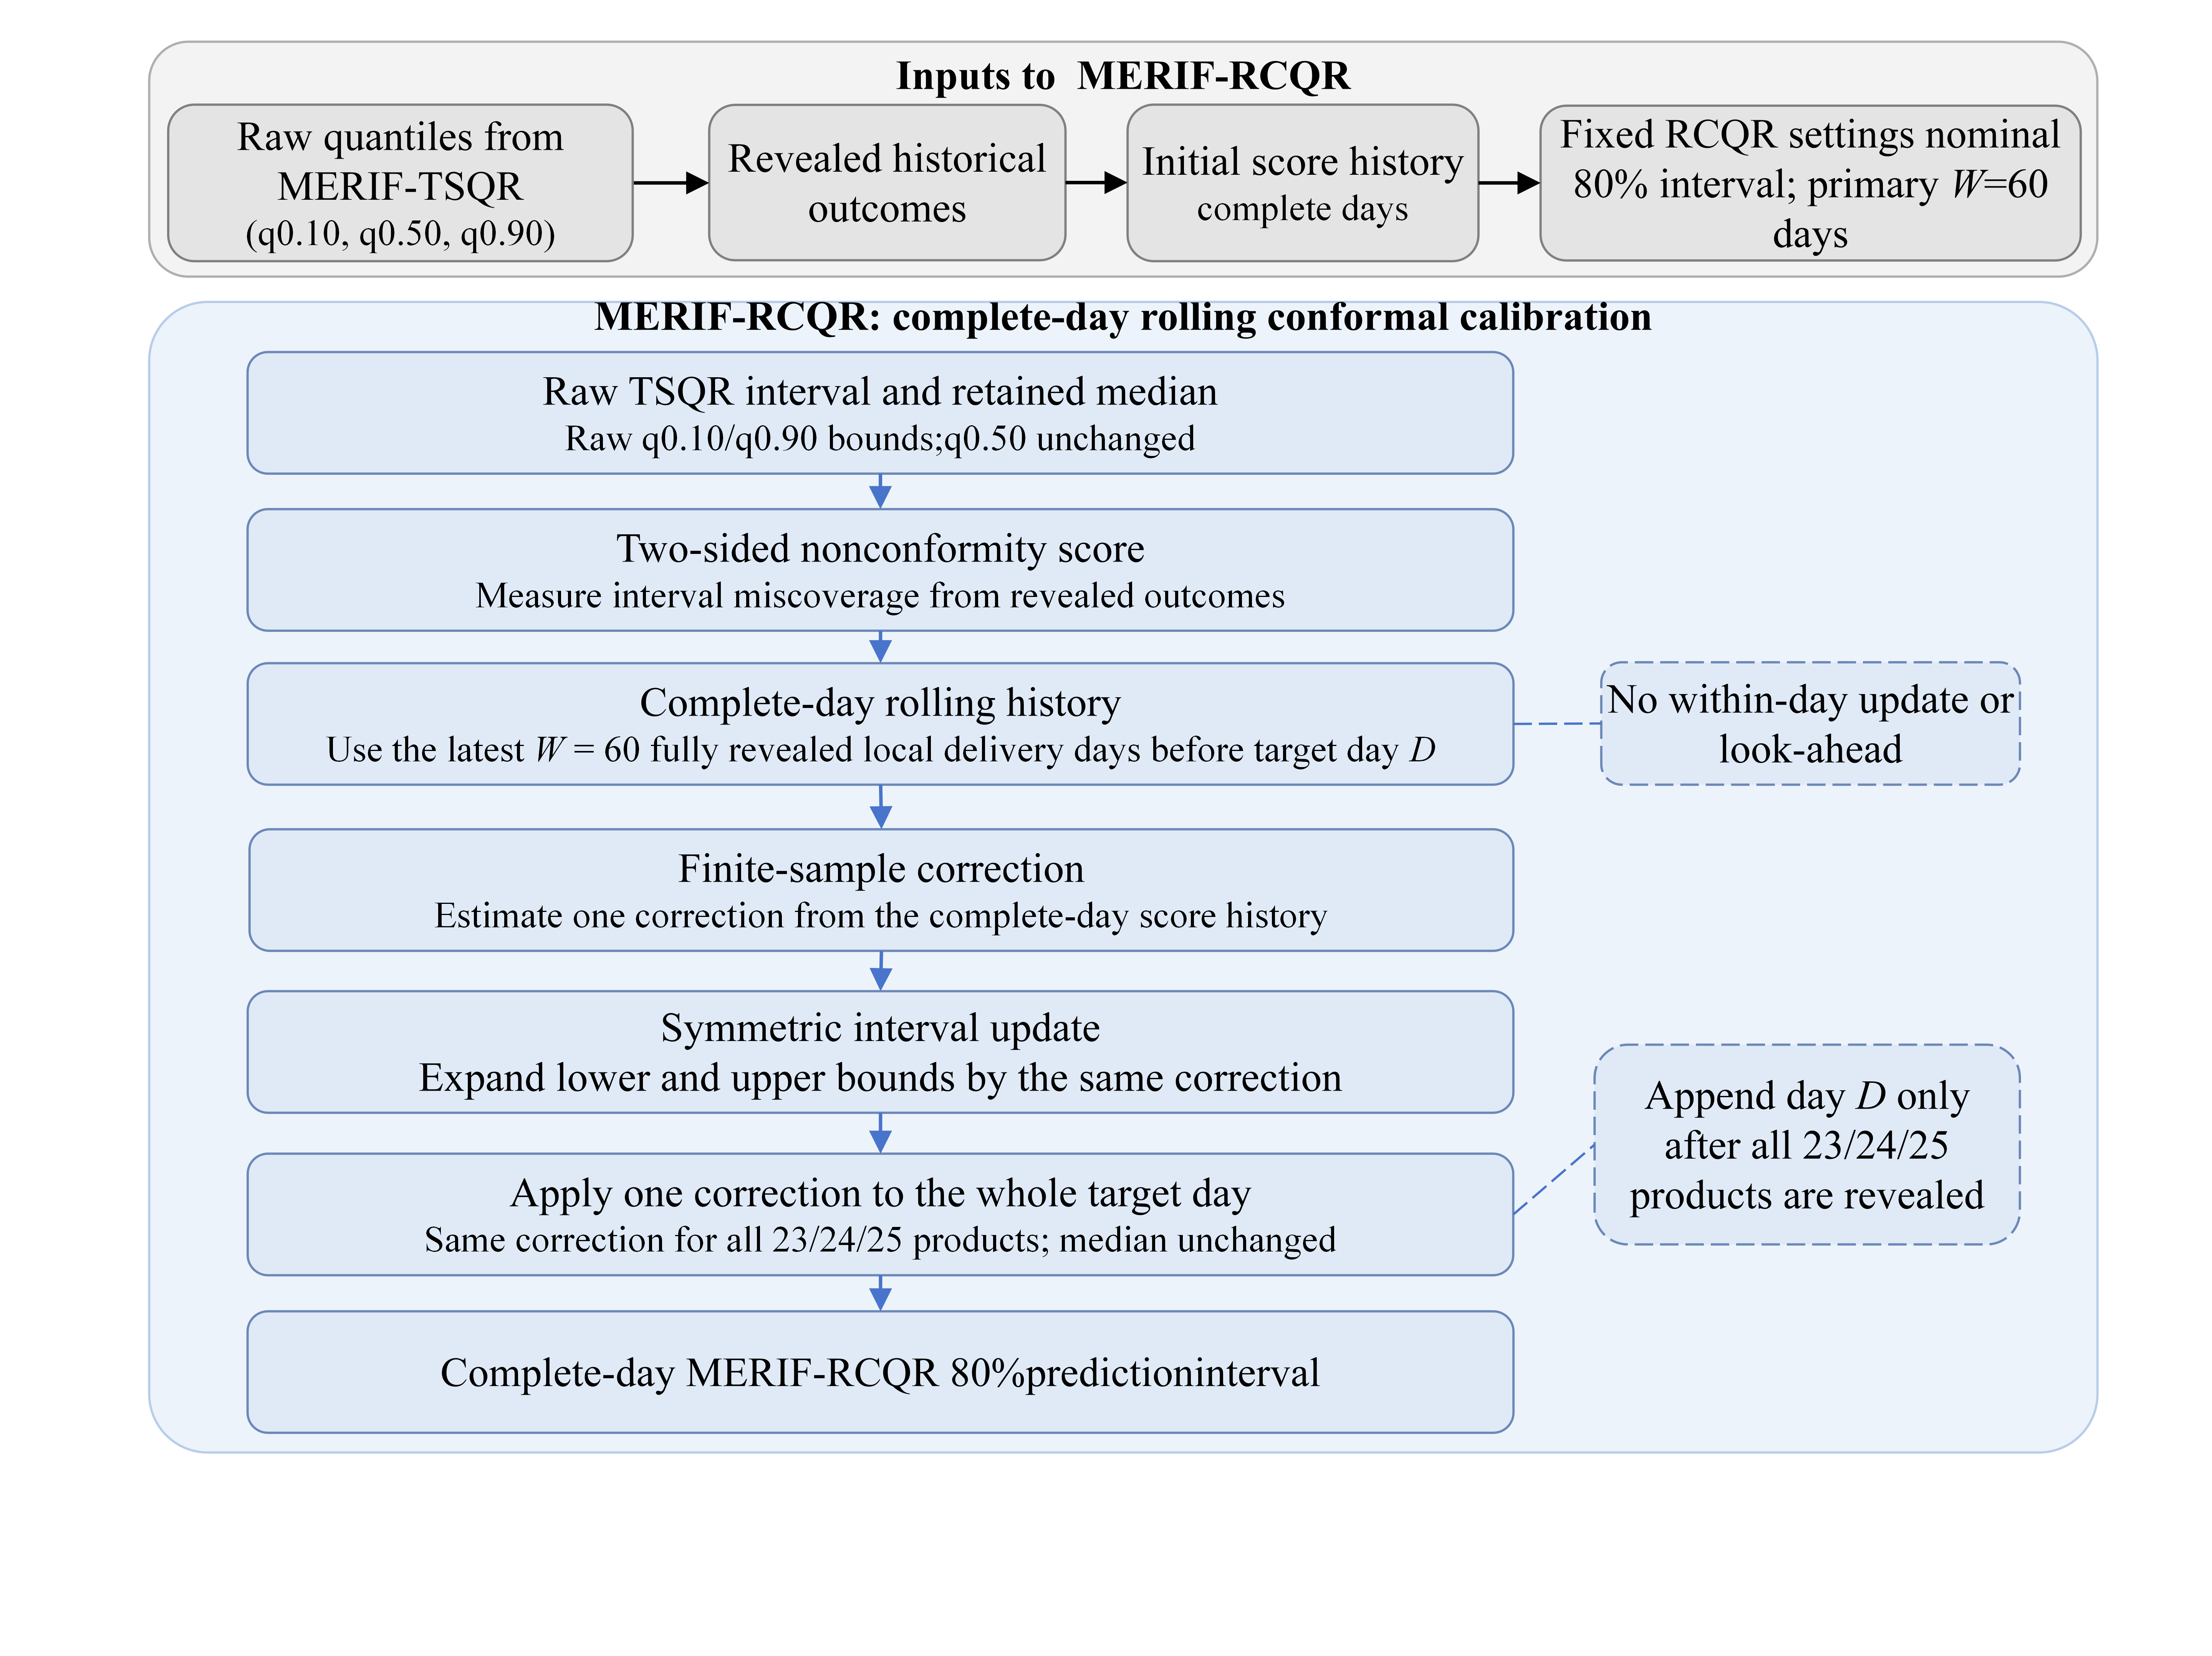 Inputs to  MERIF-RCQR
Raw quantiles from
MERIF-TSQR
(q0.10, q0.50, q0.90)
Revealed historical
outcomes
Initial score history
complete days
Fixed RCQR settings nominal
80% interval; primary W=60
days
MERIF-RCQR: complete-day rolling conformal calibration
Raw TSQR interval and retained median
Raw q0.10/q0.90 bounds;q0.50 unchanged
Two-sided nonconformity score
Measure interval miscoverage from revealed outcomes
Complete-day rolling history
Use the latest W = 60 fully revealed local delivery days before target day D
No within-day update or
look-ahead
Finite-sample correction
Estimate one correction from the complete-day score history
Symmetric interval update
Expand lower and upper bounds by the same correction
Append day D only
after all 23/24/25
products are revealed
Apply one correction to the whole target day
Same correction for all 23/24/25 products; median unchanged
Complete-day MERIF-RCQR 80%predictioninterval